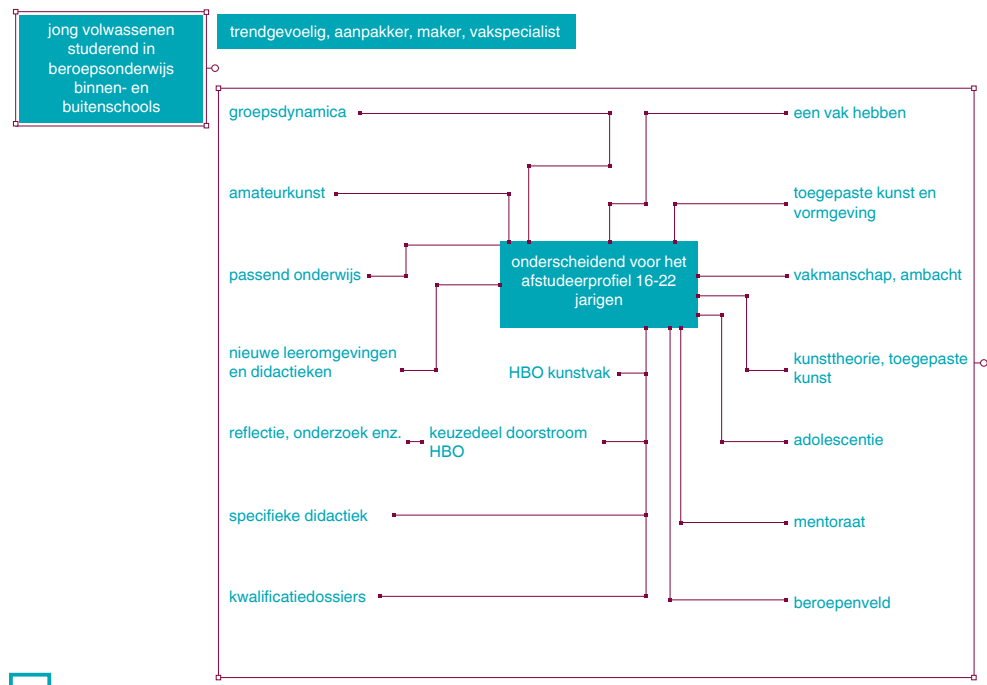 jong volwassenen
studerend in
beroepsonderwijs
binnen- en
buitenschools
trendgevoelig, aanpakker, maker, vakspecialist
groepsdynamica
een vak hebben
amateurkunst
toegepaste kunst en
vormgeving
onderscheidend voor het
afstudeerprofiel 16-22
jarigen
passend onderwijs
vakmanschap, ambacht
nieuwe leeromgevingen
en didactieken
HBO kunstvak
kunsttheorie, toegepaste
kunst
reflectie, onderzoek enz.
keuzedeel doorstroom
HBO
adolescentie
specifieke didactiek
mentoraat
kwalificatiedossiers
beroepenveld